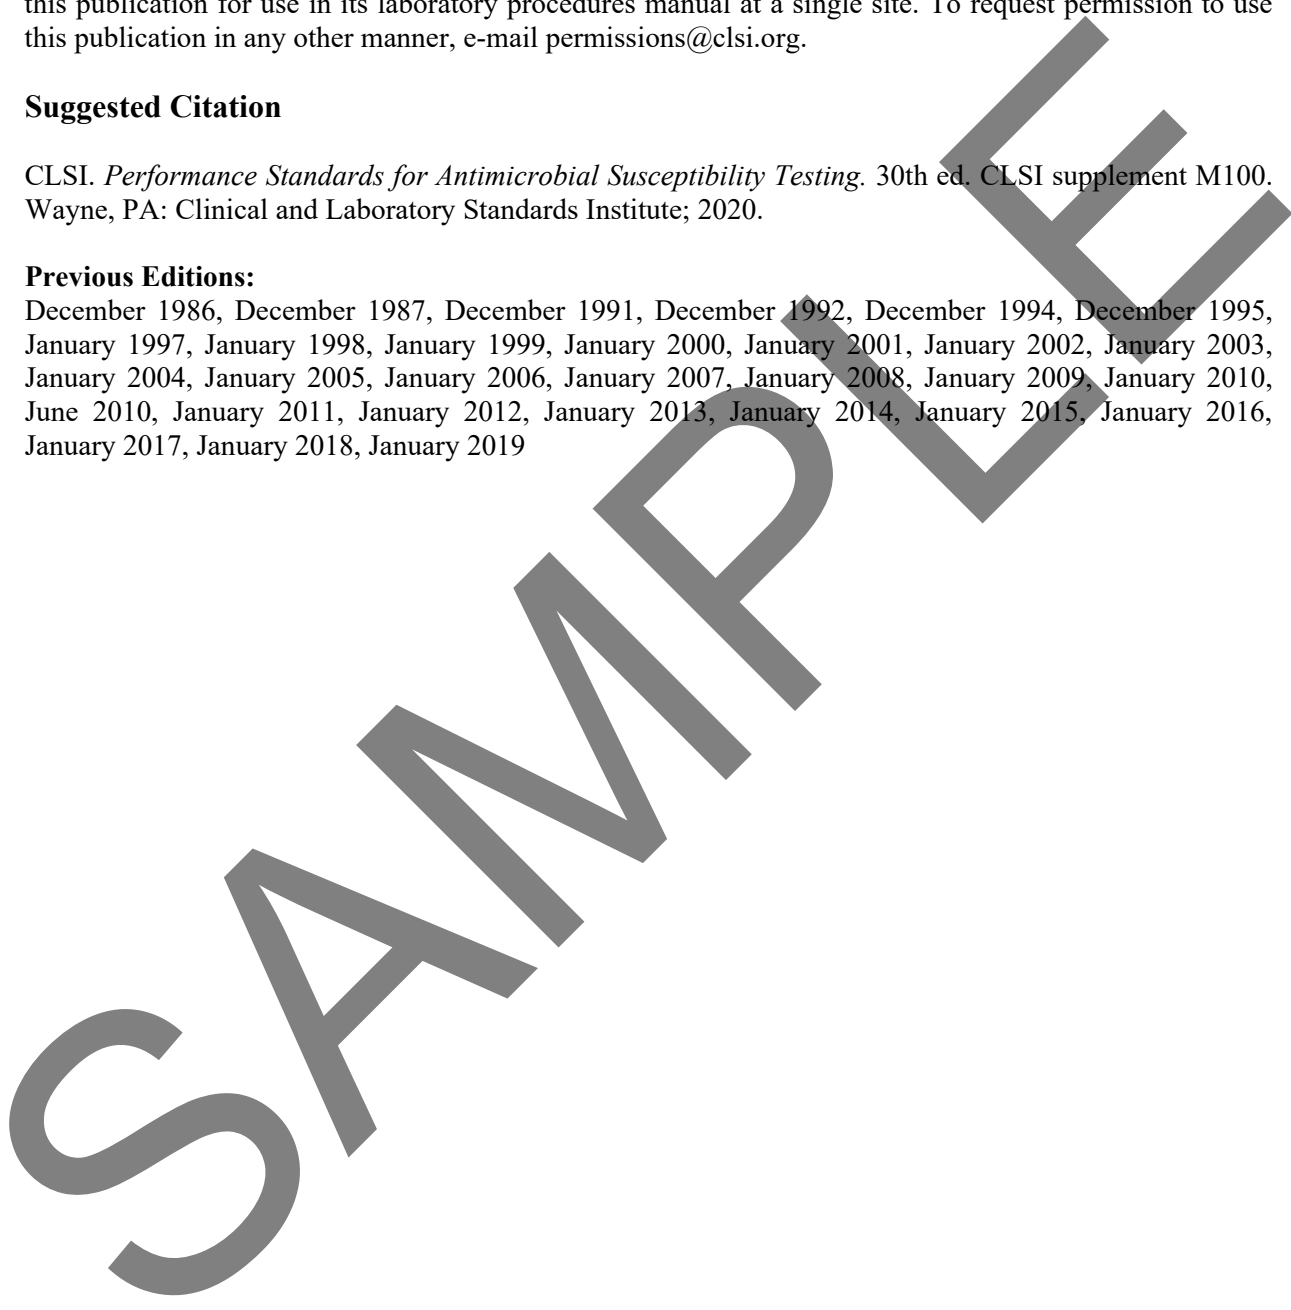 this publication for use in its laboratory procedures manual at a single site. To request permission to use
this publication in any other manner, e-mail permissions@clsi.org.
Suggested Citation
CLSI. Performance Standards for Antimicrobial Susceptibility Testing. 30th ed. CLSI supplement M100.
Wayne, PA: Clinical and Laboratory Standards Institute; 2020.
Previous Editions:
December 1986, December 1987, December 1991, December 1992, December 1994, December 1995,
January 1997, January 1998, January 1999, January 2000, January 2001, January 2002, January 2003,
January 2004, January 2005, January 2006, January 2007, January 2008, January 2009, January 2010,
June 2010, January 2011, January 2012, January 2013, January 2014, January 2015, January 2016,
January 2017, January 2018, January 2019
SAMPLE